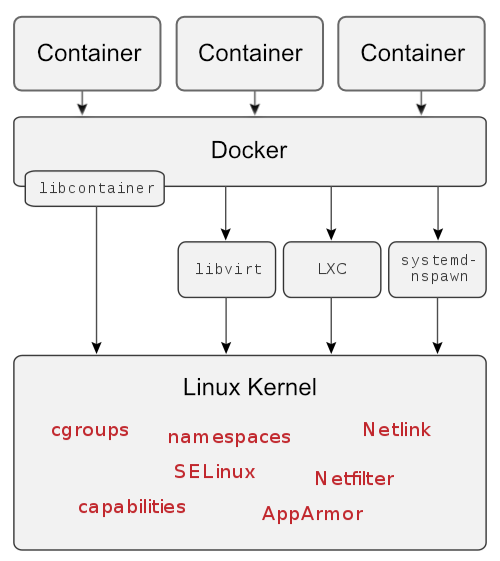 Container
Container
Container
Docker
libcontainer
libvirt
LXC
systemd-
nspawn
Linux Kernel
cgroups
namespaces
Netlink
SELinux
Netfilter
capabilities
AppArmor